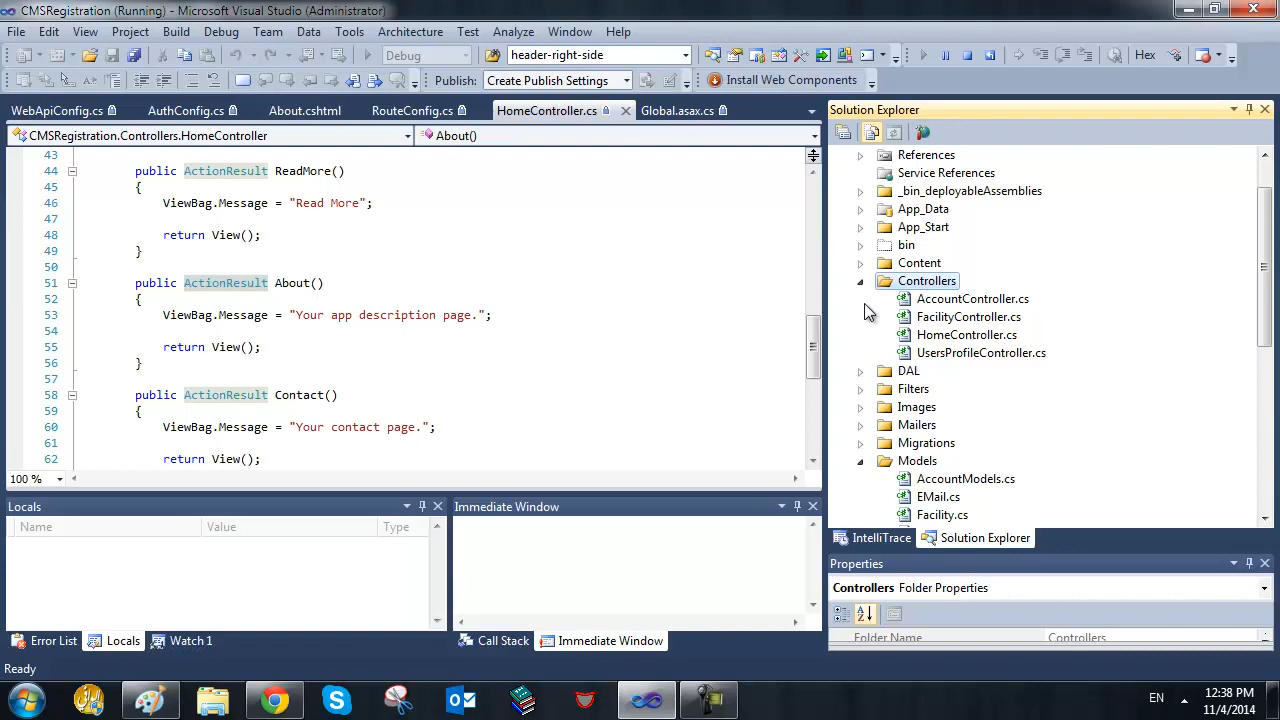 CMSRegistration (Running) - Microsoft Visual Studio (Administrator)
File Edit View Project Build Debug Team Data Tools Architecture Test Analyze Window Help
Debug header-right-side Hex
Publish: Create Publish Settings Install Web Components
WebApiConfig.cs AuthConfig.cs About.cshtml RouteConfig.cs HomeController.cs Global.asax.cs
CMSRegistration.Controllers.HomeController About()
43
44 public ActionResult ReadMore()
45 {
46 ViewBag.Message = "Read More";
47
48 return View();
49 }
50
51 public ActionResult About()
52 {
53 ViewBag.Message = "Your app description page.";
54
55 return View();
56 }
57
58 public ActionResult Contact()
59 {
60 ViewBag.Message = "Your contact page.";
61
62 return View();
100 %
Locals
Name Value Type
Error List Locals Watch 1
Immediate Window
Call Stack Immediate Window
Solution Explorer
References
Service References
_bin_deployableAssemblies
App_Data
App_Start
bin
Content
Controllers
AccountController.cs
FacilityController.cs
HomeController.cs
UsersProfileController.cs
DAL
Filters
Images
Mailers
Migrations
Models
AccountModels.cs
EMail.cs
Facility.cs
IntelliTrace Solution Explorer
Properties
Controllers Folder Properties
Folder Name Controllers
Ready
EN 12:38 PM
11/4/2014